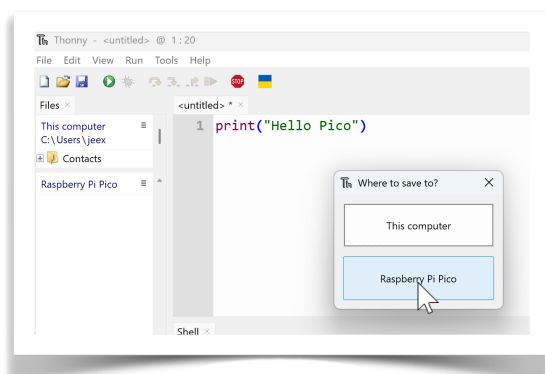 Thonny - <untitled> @ 1:20
File Edit View Run Tools Help
STOP
Files
<untitled> *
This computer
C:\Users\jeex
Contacts
Raspberry Pi Pico
1 print("Hello Pico")
Where to save to?
This computer
Raspberry Pi Pico
Shell